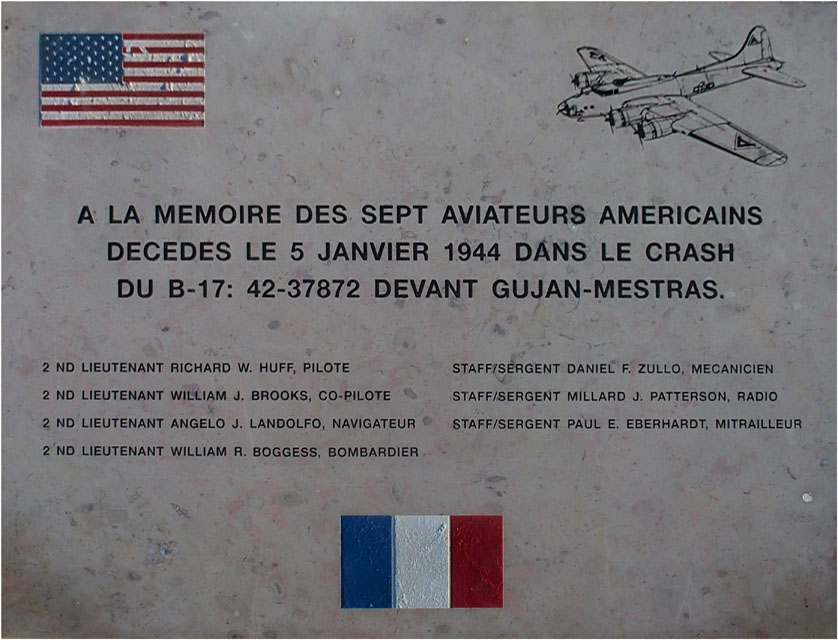 A LA MEMOIRE DES SEPT AVIATEURS AMERICAINS
DECEDES LE 5 JANVIER 1944 DANS LE CRASH
DU B-17: 42-37872 DEVANT GUJAN-MESTRAS.
2 ND LIEUTENANT RICHARD W. HUFF, PILOTE
2 ND LIEUTENANT WILLIAM J. BROOKS, CO-PILOTE
2 ND LIEUTENANT ANGELO J. LANDOLFO, NAVIGATEUR
2 ND LIEUTENANT WILLIAM R. BOGGESS, BOMBARDIER
STAFF/SERGENT DANIEL F. ZULLO, MECANICIEN
STAFF/SERGENT MILLARD J. PATTERSON, RADIO
STAFF/SERGENT PAUL E. EBERHARDT, MITRAILLEUR